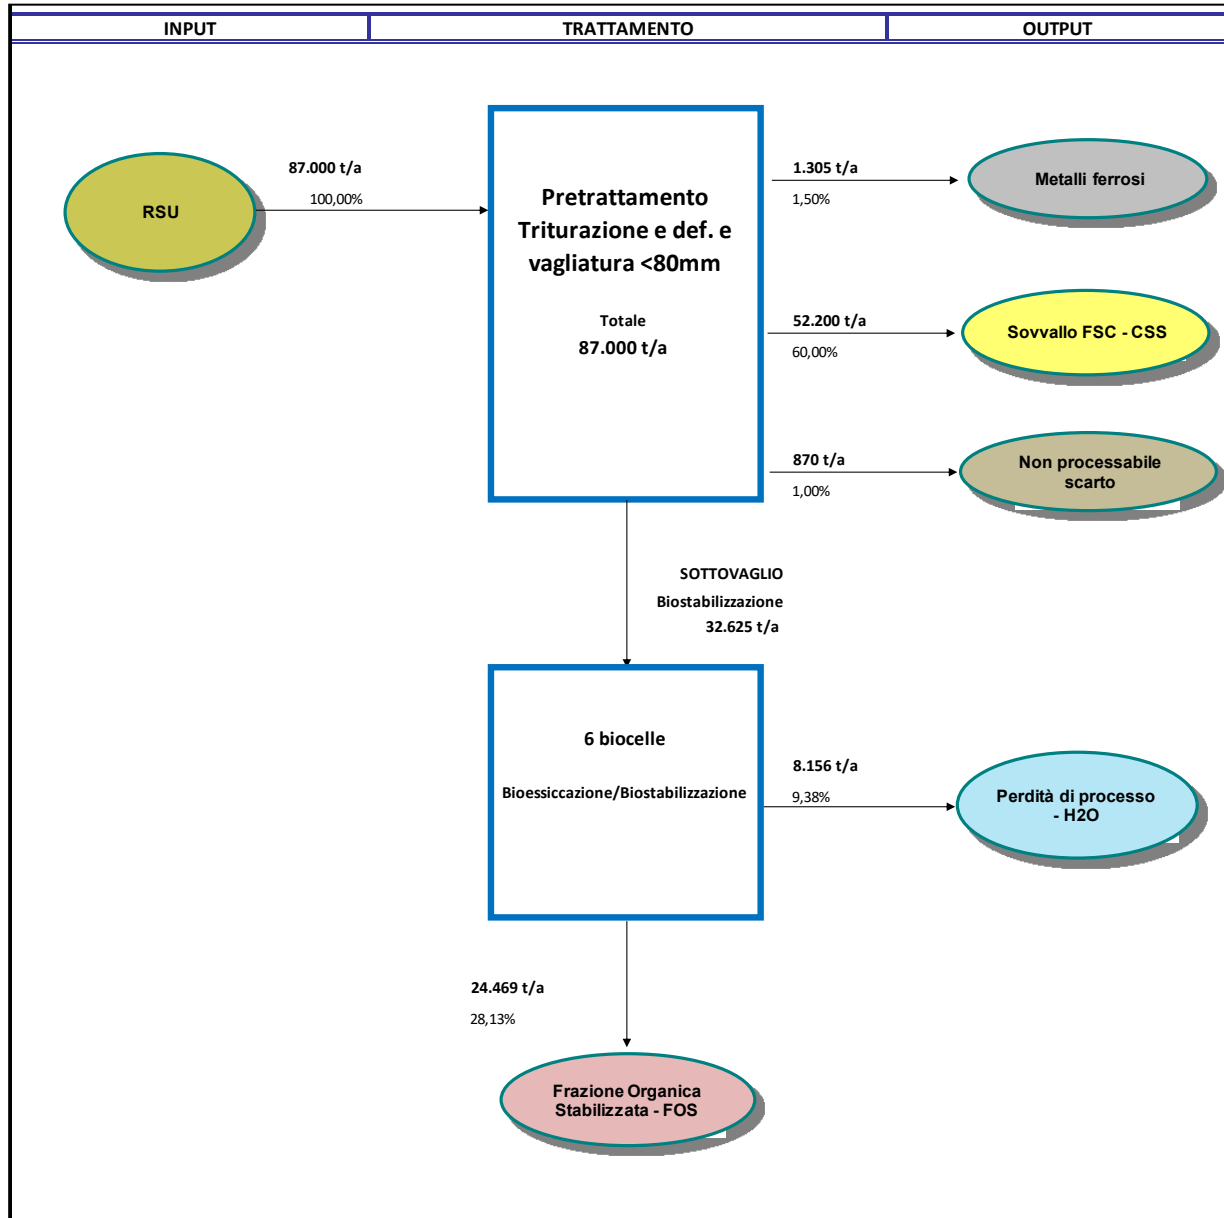 INPUT
TRATTAMENTO
OUTPUT
RSU
87.000 t/a
100,00%
Pretrattamento
Triturazione e def. e
vagliatura <80mm
Totale
87.000 t/a
1.305 t/a
1,50%
Metalli ferrosi
52.200 t/a
60,00%
Sovvallo FSC - CSS
870 t/a
1,00%
Non processabile
scarto
SOTTOVAGLIO
Biostabilizzazione
32.625 t/a
6 biocelle
Bioessiccazione/Biostabilizzazione
8.156 t/a
9,38%
Perdità di processo
- H2O
24.469 t/a
28,13%
Frazione Organica
Stabilizzata - FOS